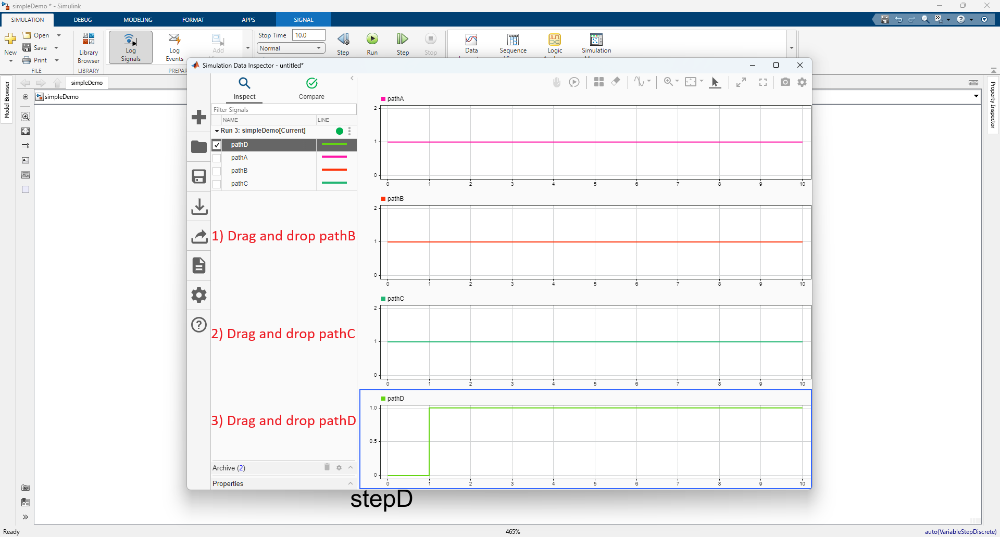 simpleDemo * - Simulink
SIMULATION DEBUG MODELING FORMAT APPS SIGNAL
New
Open
Save
Print
FILE
Library
Browser
LIBRARY
Log
Signals
Log
Events
Add
PREPAR
Stop Time 10.0
Normal
Step
Run
Step
Stop
Data
Sequence
Logic
Simulation
Model Browser
simpleDemo
simpleDemo
Property Inspector
Simulation Data Inspector - untitled*
Inspect
Compare
Filter Signals
NAME LINE
Run 3: simpleDemo[Current]
pathD
pathA
pathB
pathC
1) Drag and drop pathB
2) Drag and drop pathC
3) Drag and drop pathD
Archive (2)
Properties
pathA
2
1
0
0 1 2 3 4 5 6 7 8 9 10
pathB
2
1
0
0 1 2 3 4 5 6 7 8 9 10
pathC
2
1
0
0 1 2 3 4 5 6 7 8 9 10
pathD
1.0
0.5
0
0 1 2 3 4 5 6 7 8 9 10
stepD
Ready
465%
auto(VariableStepDiscrete)